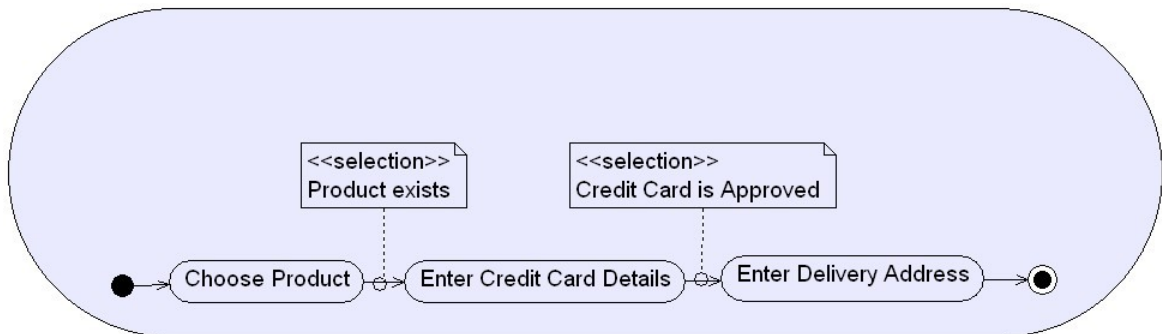 <<selection>>
Product exists
<<selection>>
Credit Card is Approved
Choose Product
Enter Credit Card Details
Enter Delivery Address